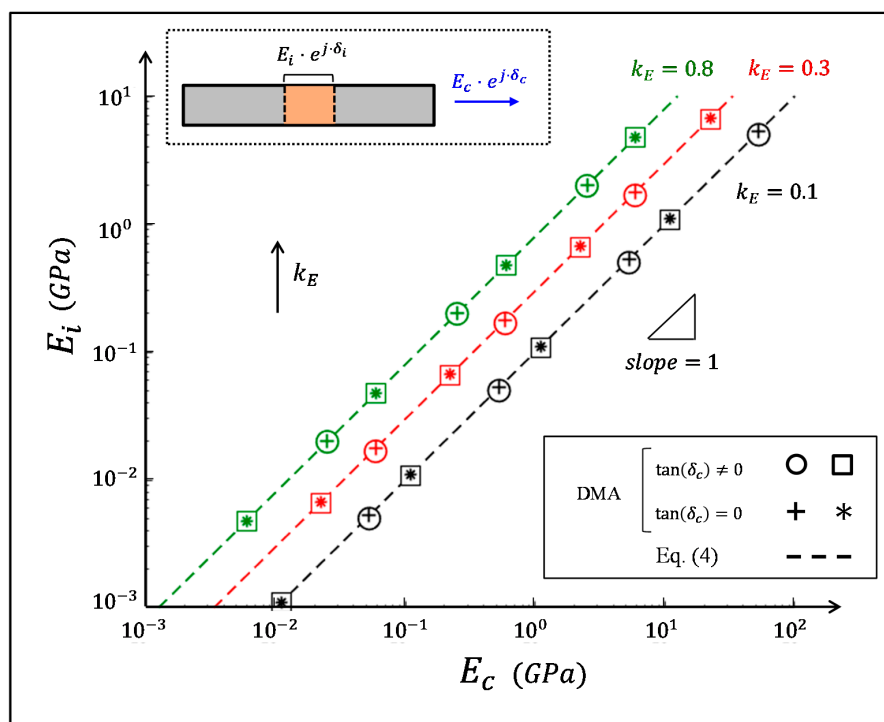 E_i · e^{j·δ_i}
E_c · e^{j·δ_c}
k_E = 0.8
k_E = 0.3
k_E = 0.1
k_E
slope = 1
10^1
10^0
10^{-1}
10^{-2}
10^{-3}
E_i (GPa)
DMA
tan(δ_c) ≠ 0
tan(δ_c) = 0
Eq. (4)
10^{-3}
10^{-2}
10^{-1}
10^0
10^1
10^2
E_c (GPa)